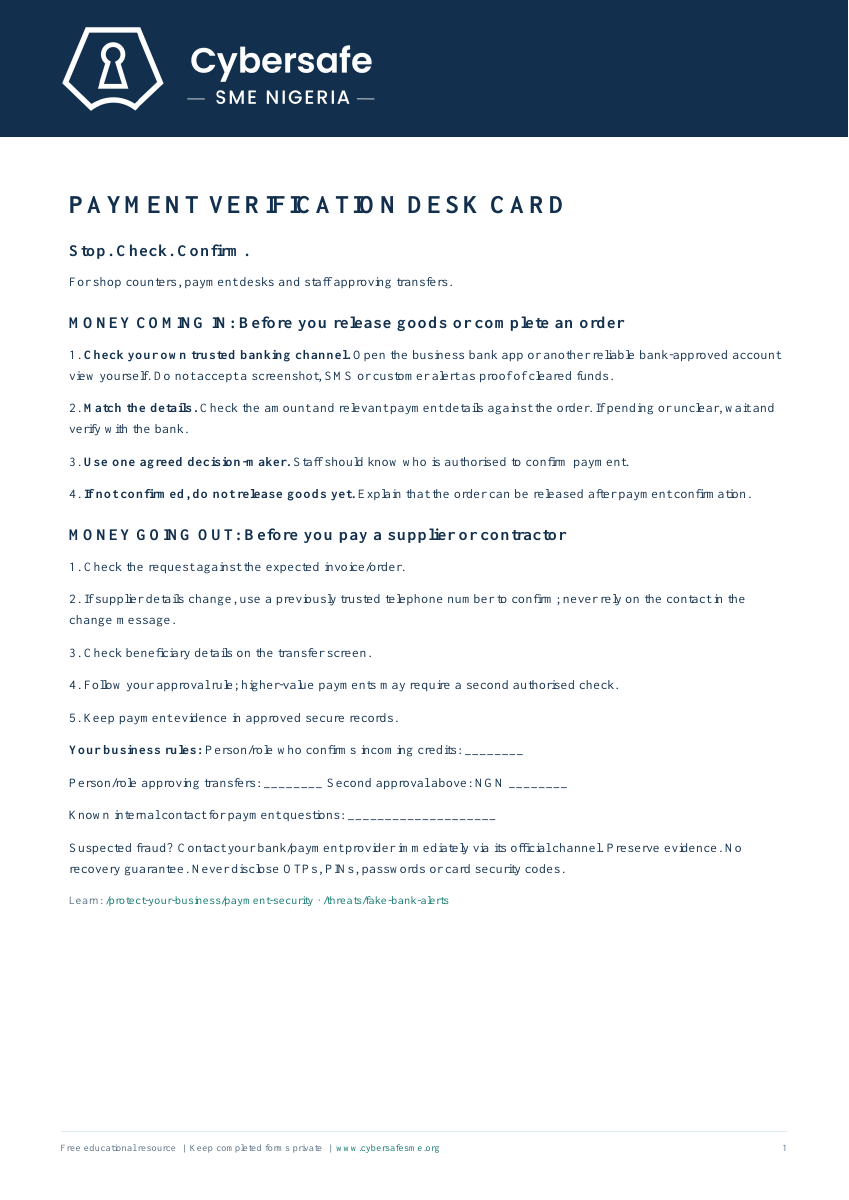 Cybersafe
SME NIGERIA
PAYMENT VERIFICATION DESK CARD
Stop. Check. Confirm.
For shop counters, payment desks and staff approving transfers.
MONEY COMING IN: Before you release goods or complete an order
1. Check your own trusted banking channel. Open the business bank app or another reliable bank-approved account
view yourself. Do not accept a screenshot, SMS or customer alert as proof of cleared funds.
2. Match the details. Check the amount and relevant payment details against the order. If pending or unclear, wait and
verify with the bank.
3. Use one agreed decision-maker. Staff should know who is authorised to confirm payment.
4. If not confirmed, do not release goods yet. Explain that the order can be released after payment confirmation.
MONEY GOING OUT: Before you pay a supplier or contractor
1. Check the request against the expected invoice/order.
2. If supplier details change, use a previously trusted telephone number to confirm; never rely on the contact in the
change message.
3. Check beneficiary details on the transfer screen.
4. Follow your approval rule; higher-value payments may require a second authorised check.
5. Keep payment evidence in approved secure records.
Your business rules: Person/role who confirms incoming credits: ________
Person/role approving transfers: ________ Second approval above: NGN ________
Known internal contact for payment questions: ____________________
Suspected fraud? Contact your bank/payment provider immediately via its official channel. Preserve evidence. No
recovery guarantee. Never disclose OTPs, PINs, passwords or card security codes.
Learn: /protect-your-business/payment-security · /threats/fake-bank-alerts
Free educational resource | Keep completed forms private | www.cybersafesme.org
1